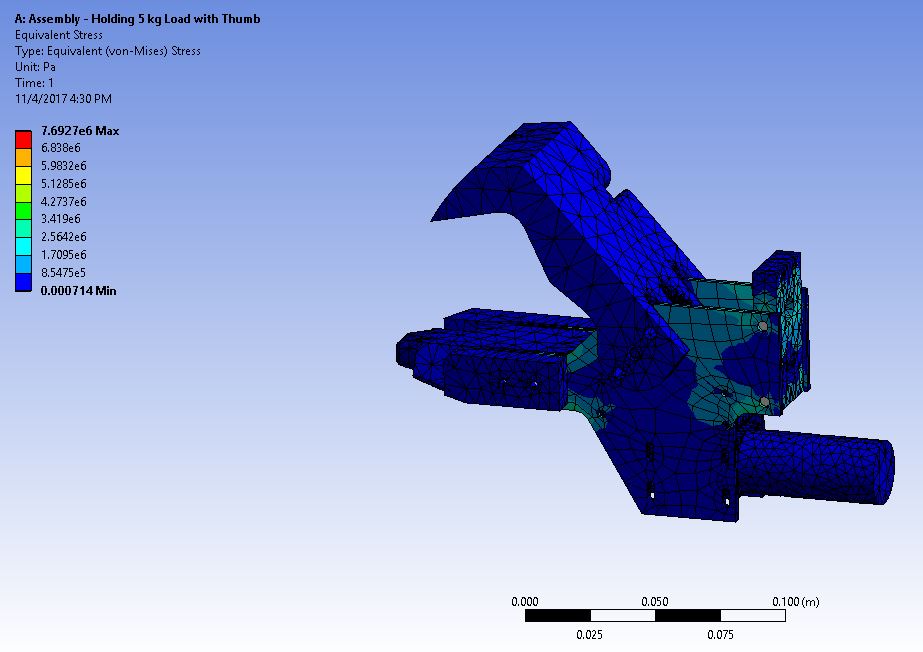 A: Assembly - Holding 5 kg Load with Thumb
Equivalent Stress
Type: Equivalent (von-Mises) Stress
Unit: Pa
Time: 1
11/4/2017 4:30 PM
7.6927e6 Max
6.838e6
5.9832e6
5.1285e6
4.2737e6
3.419e6
2.5642e6
1.7095e6
8.5475e5
0.000714 Min
0.000 0.050 0.100 (m)
0.025 0.075